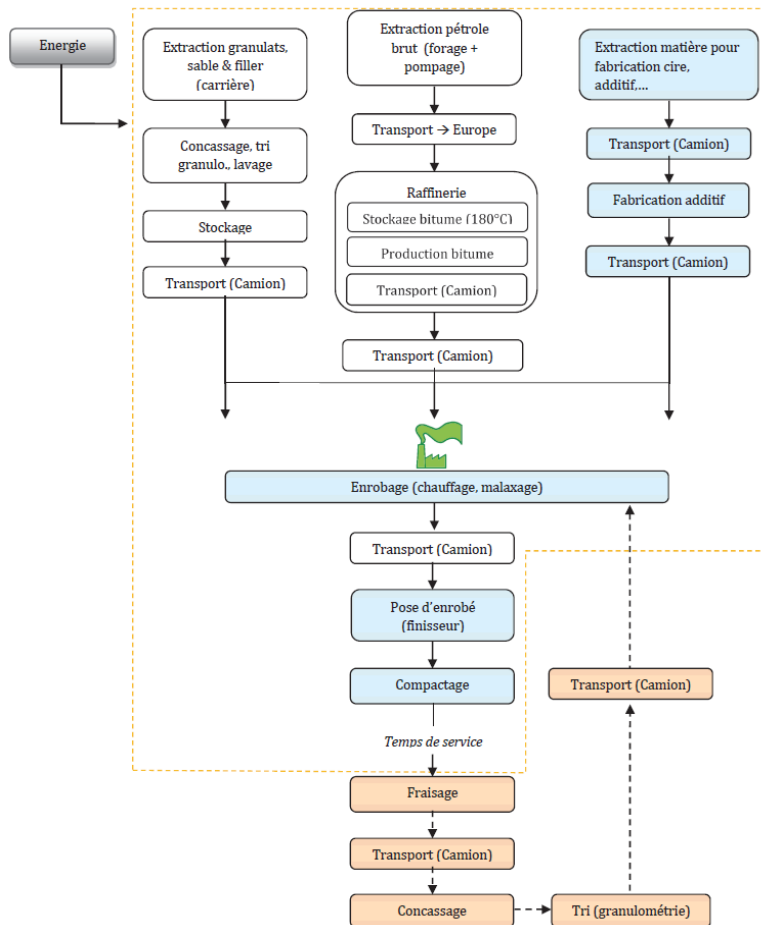 Energie
Extraction granulats,
sable & filler
(carrière)
Concassage, tri
granulo., lavage
Stockage
Transport (Camion)
Extraction pétrole
brut (forage +
pompage)
Transport → Europe
Raffinerie
Stockage bitume (180°C)
Production bitume
Transport (Camion)
Transport (Camion)
Extraction matière pour
fabrication cire,
additif,...
Transport (Camion)
Fabrication additif
Transport (Camion)
Enrobage (chauffage, malaxage)
Transport (Camion)
Pose d'enrobé
(finisseur)
Compactage
Temps de service
Fraisage
Transport (Camion)
Concassage
Tri (granulométrie)
Transport (Camion)